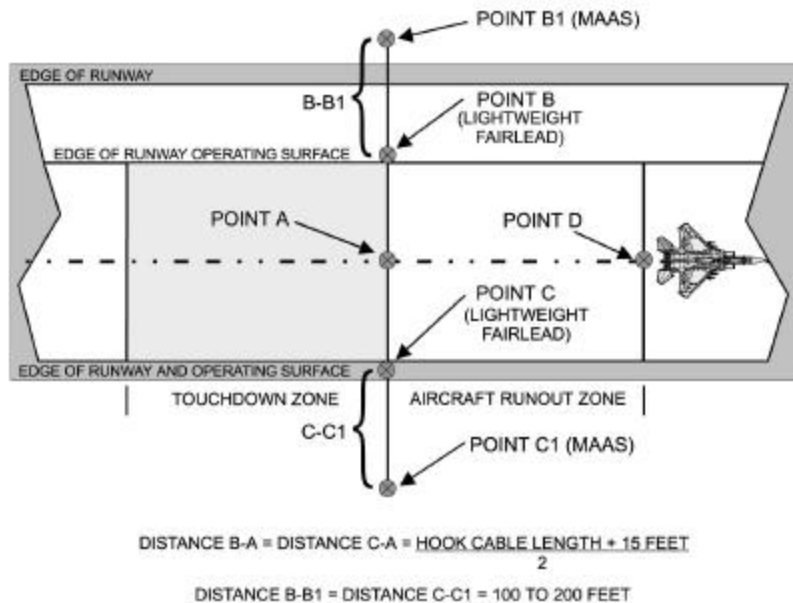 POINT B1 (MAAS)
EDGE OF RUNWAY
B-B1
POINT B
(LIGHTWEIGHT
FAIRLEAD)
EDGE OF RUNWAY OPERATING SURFACE
POINT A
POINT D
POINT C
(LIGHTWEIGHT
FAIRLEAD)
EDGE OF RUNWAY AND OPERATING SURFACE
TOUCHDOWN ZONE
AIRCRAFT RUNOUT ZONE
C-C1
POINT C1 (MAAS)
DISTANCE B-A = DISTANCE C-A = HOOK CABLE LENGTH + 15 FEET
2
DISTANCE B-B1 = DISTANCE C-C1 = 100 TO 200 FEET